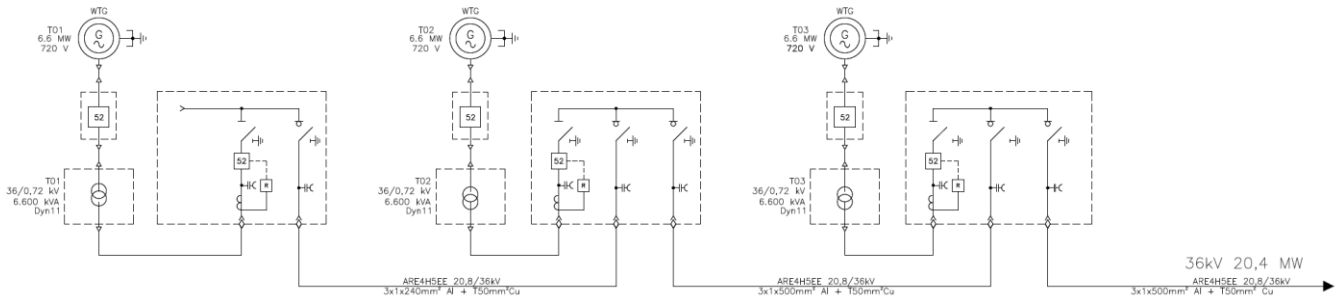 WTG
T01
6.6 MW
720 V
G
52
52
R
T01
36/0,72 kV
6.600 kVA
Dyn11
ARE4H5EE 20,8/36kV
3x1x240mm² Al + T50mm²Cu
WTG
T02
6.6 MW
720 V
G
52
52
R
T02
36/0,72 kV
6.600 kVA
Dyn11
ARE4H5EE 20,8/36kV
3x1x500mm² Al + T50mm²Cu
WTG
T03
6.6 MW
720 V
G
52
52
R
T03
36/0,72 kV
6.600 kVA
Dyn11
36kV 20,4 MW
ARE4H5EE 20,8/36kV
3x1x500mm² Al + T50mm² Cu